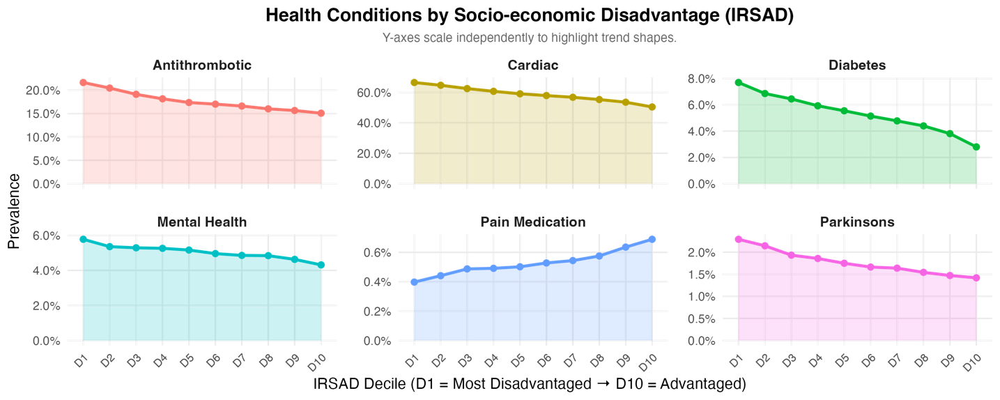 Health Conditions by Socio-economic Disadvantage (IRSAD)
Y-axes scale independently to highlight trend shapes.
Prevalence
Antithrombotic
20.0%
15.0%
10.0%
5.0%
0.0%
Cardiac
60.0%
40.0%
20.0%
0.0%
Diabetes
8.0%
6.0%
4.0%
2.0%
0.0%
Mental Health
6.0%
4.0%
2.0%
0.0%
D1 D2 D3 D4 D5 D6 D7 D8 D9 D10
Pain Medication
0.6%
0.4%
0.2%
0.0%
D1 D2 D3 D4 D5 D6 D7 D8 D9 D10
Parkinsons
2.0%
1.5%
1.0%
0.5%
0.0%
D1 D2 D3 D4 D5 D6 D7 D8 D9 D10
IRSAD Decile (D1 = Most Disadvantaged → D10 = Advantaged)